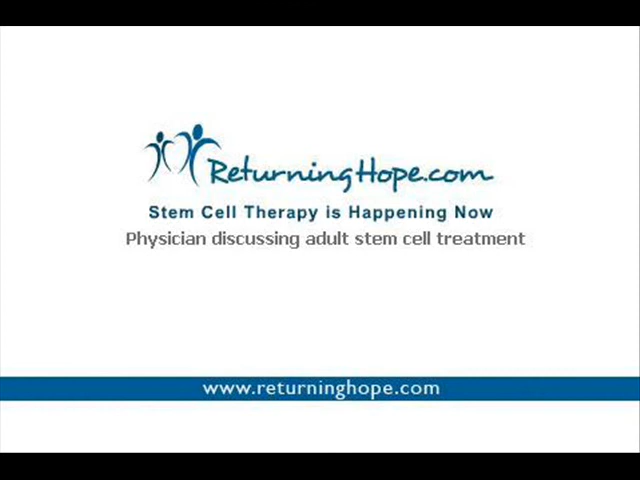 ReturningHope.com
Stem Cell Therapy is Happening Now
Physician discussing adult stem cell treatment
www.returninghope.com